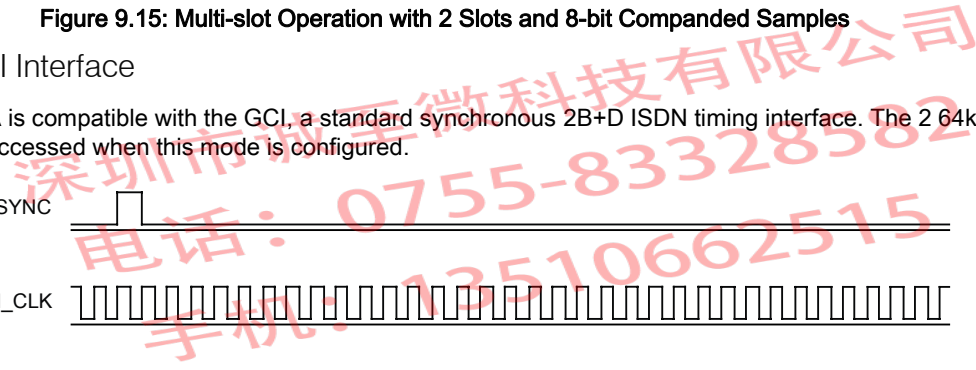 Figure 9.15: Multi-slot Operation with 2 Slots and 8-bit Companded Samples
I Interface
is compatible with the GCI, a standard synchronous 2B+D ISDN timing interface. The 2 64k
ccessed when this mode is configured.
SYNC
_CLK
深圳市诚至微科技有限公司
电话：0755-83328582
手机：13510662515